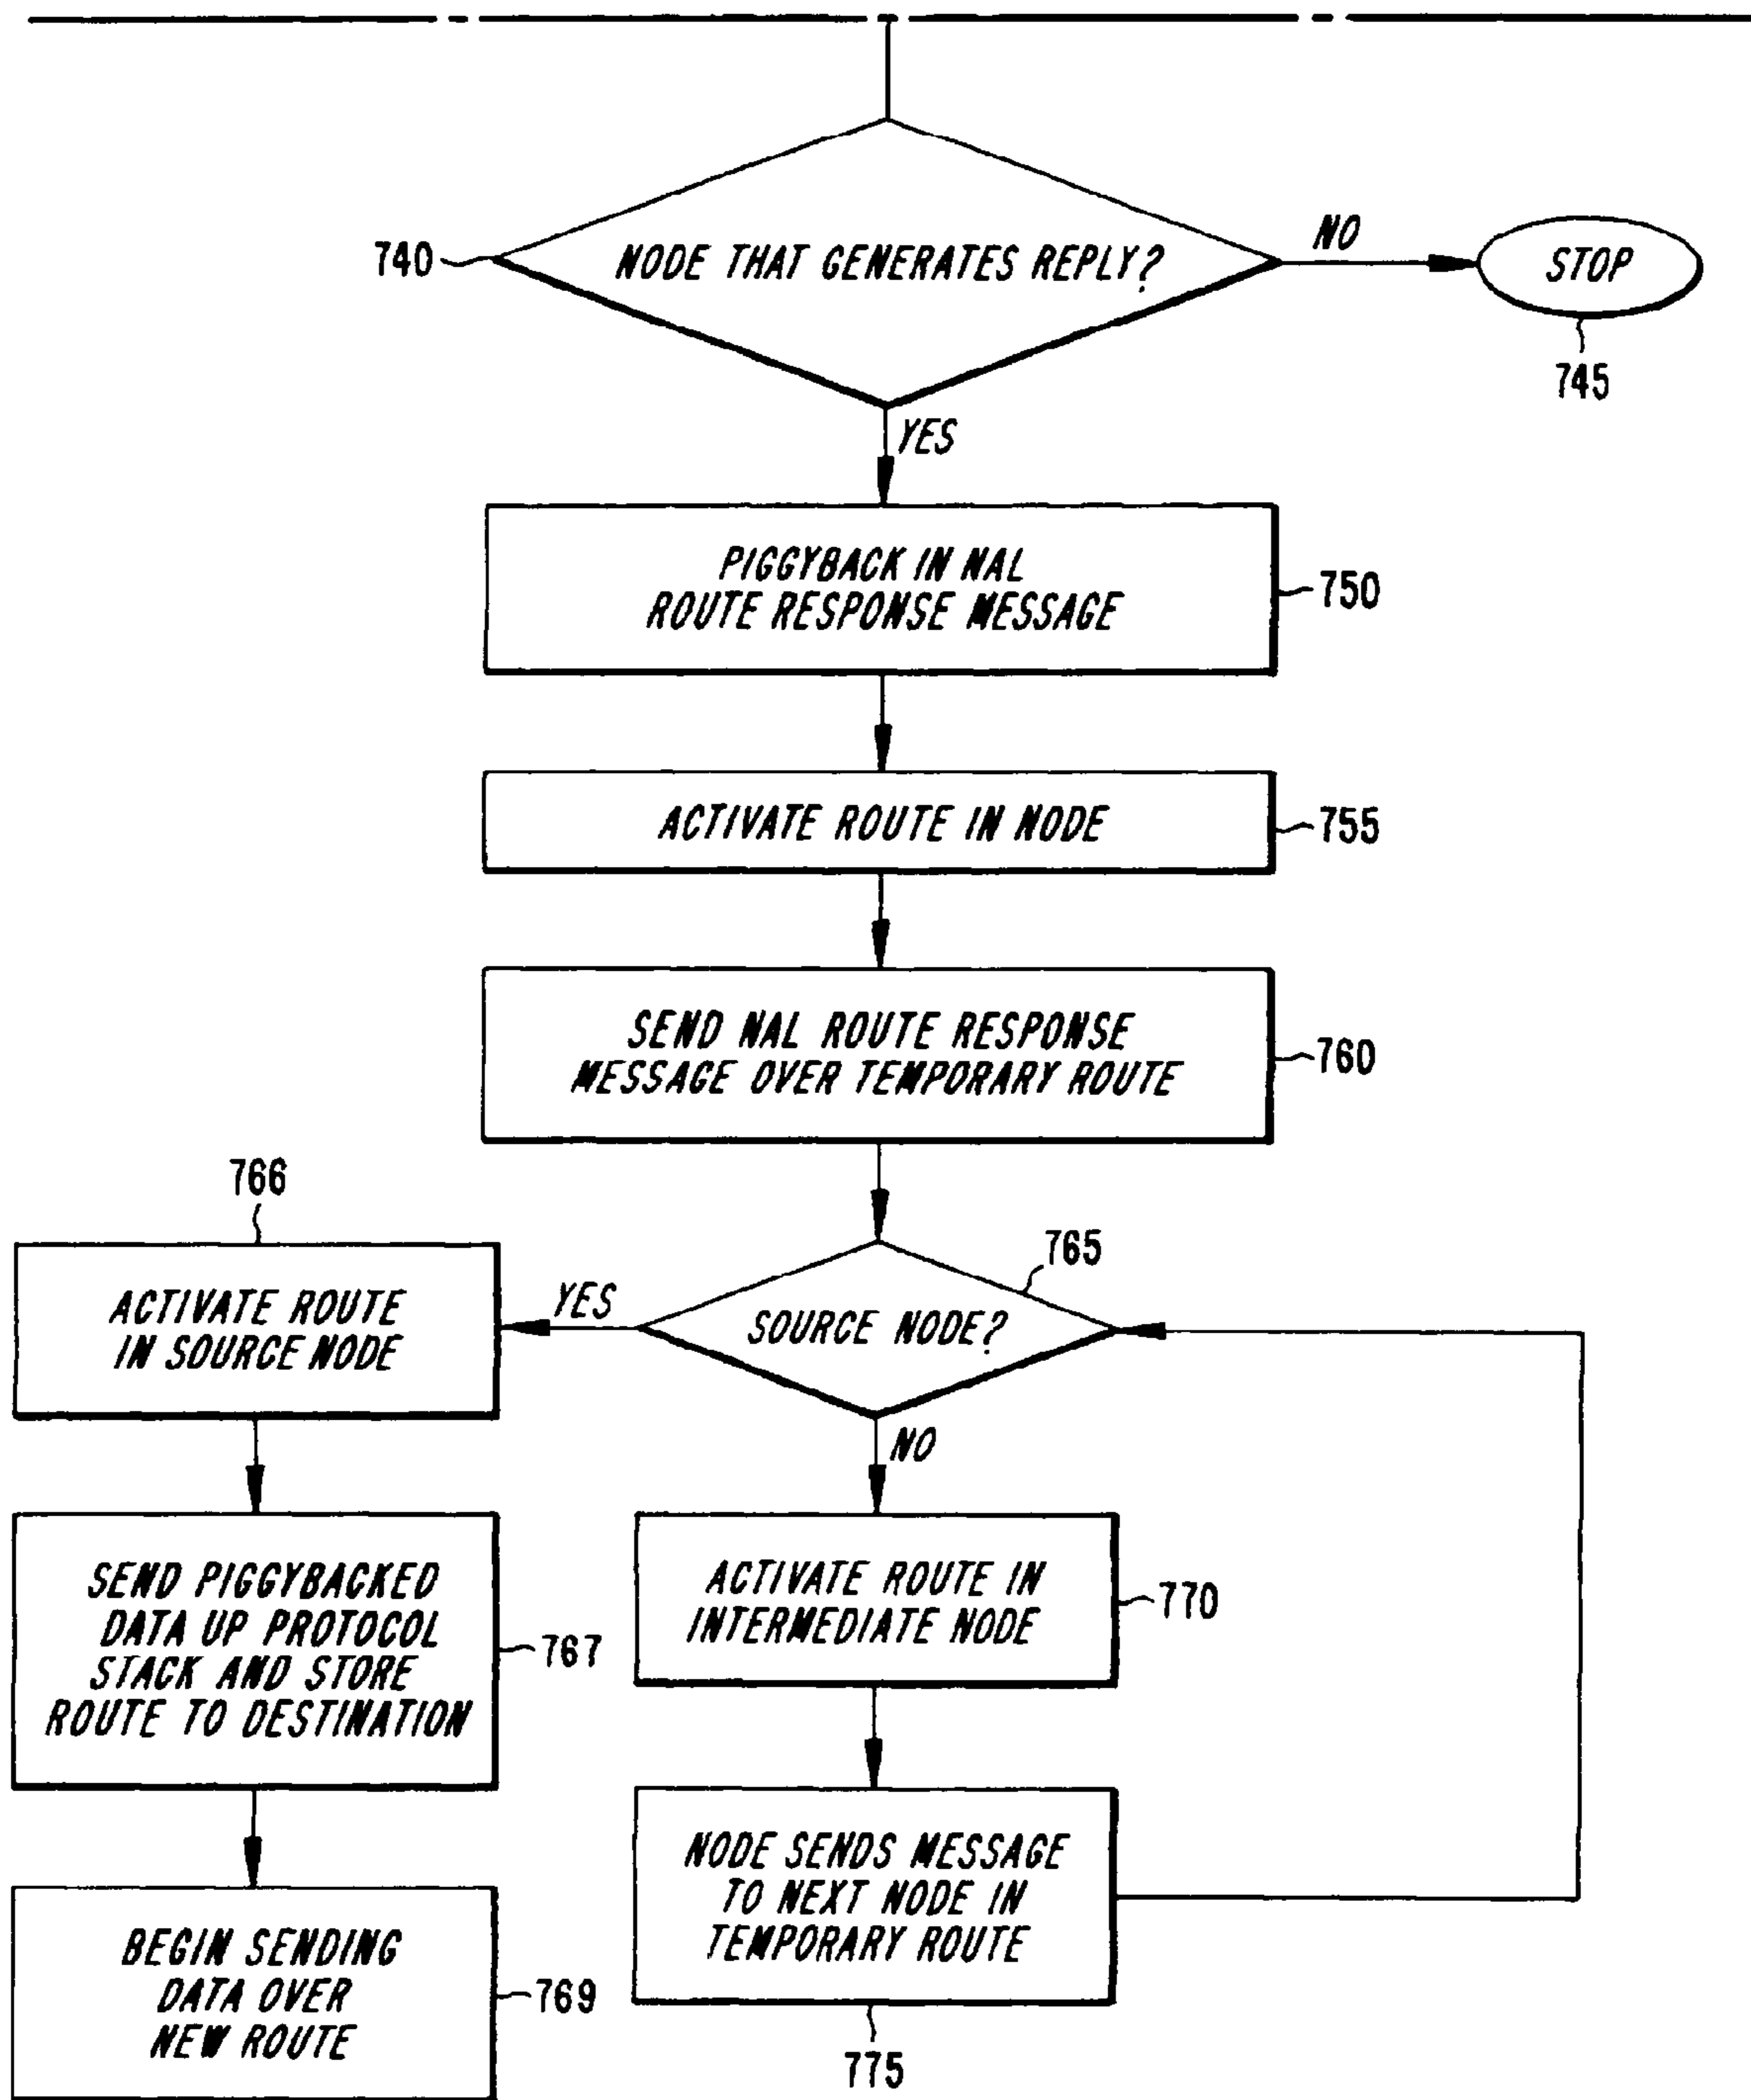 740
NODE THAT GENERATES REPLY?
NO
STOP
745
YES
PIGGYBACK IN NAL
ROUTE RESPONSE MESSAGE
750
ACTIVATE ROUTE IN NODE
755
SEND NAL ROUTE RESPONSE
MESSAGE OVER TEMPORARY ROUTE
760
766
765
ACTIVATE ROUTE
IN SOURCE NODE
YES
SOURCE NODE?
NO
SEND PIGGYBACKED
DATA UP PROTOCOL
STACK AND STORE
ROUTE TO DESTINATION
767
ACTIVATE ROUTE IN
INTERMEDIATE NODE
770
NODE SENDS MESSAGE
TO NEXT NODE IN
TEMPORARY ROUTE
775
BEGIN SENDING
DATA OVER
NEW ROUTE
769